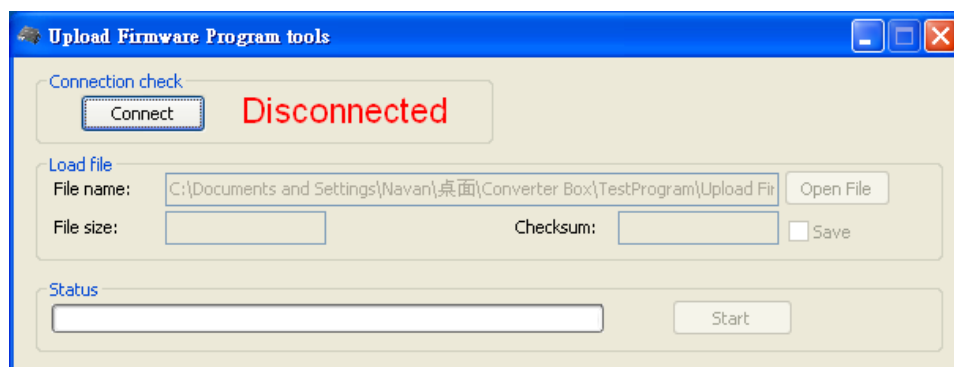 Upload Firmware Program tools
Connection check
Connect Disconnected
Load file
File name: C:\Documents and Settings\Navan\桌面\Converter Box\TestProgram\Upload Fir Open File
File size: Checksum: Save
Status
Start